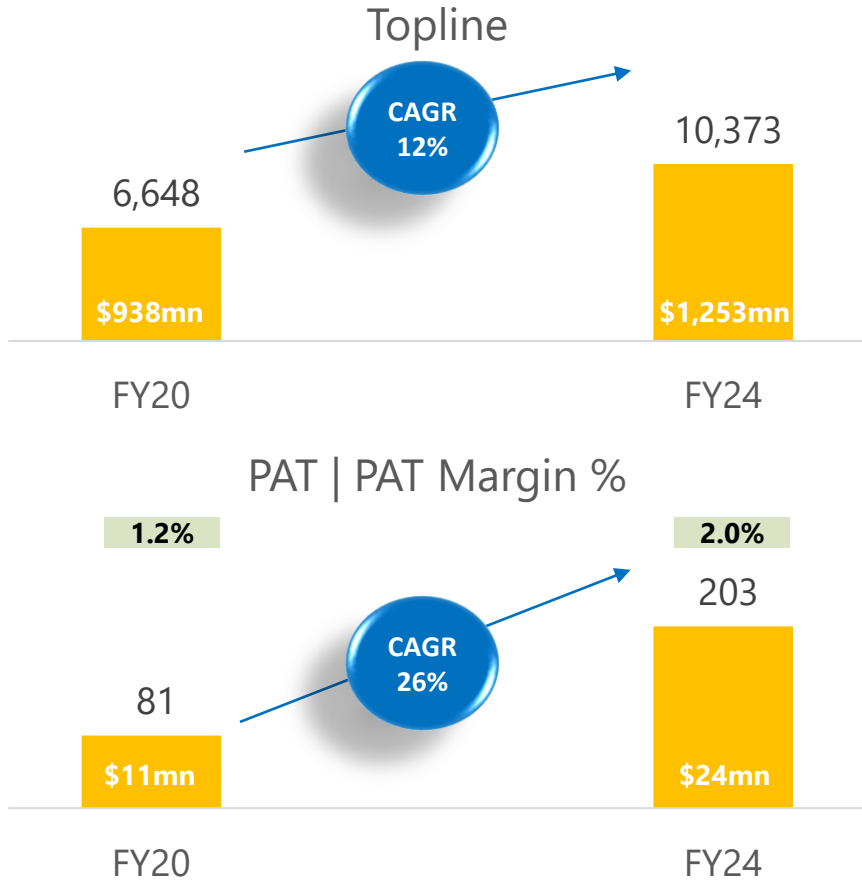 Topline
CAGR
12%
6,648
10,373
$938mn
$1,253mn
FY20
FY24
PAT | PAT Margin %
1.2%
2.0%
CAGR
26%
81
203
$11mn
$24mn
FY20
FY24